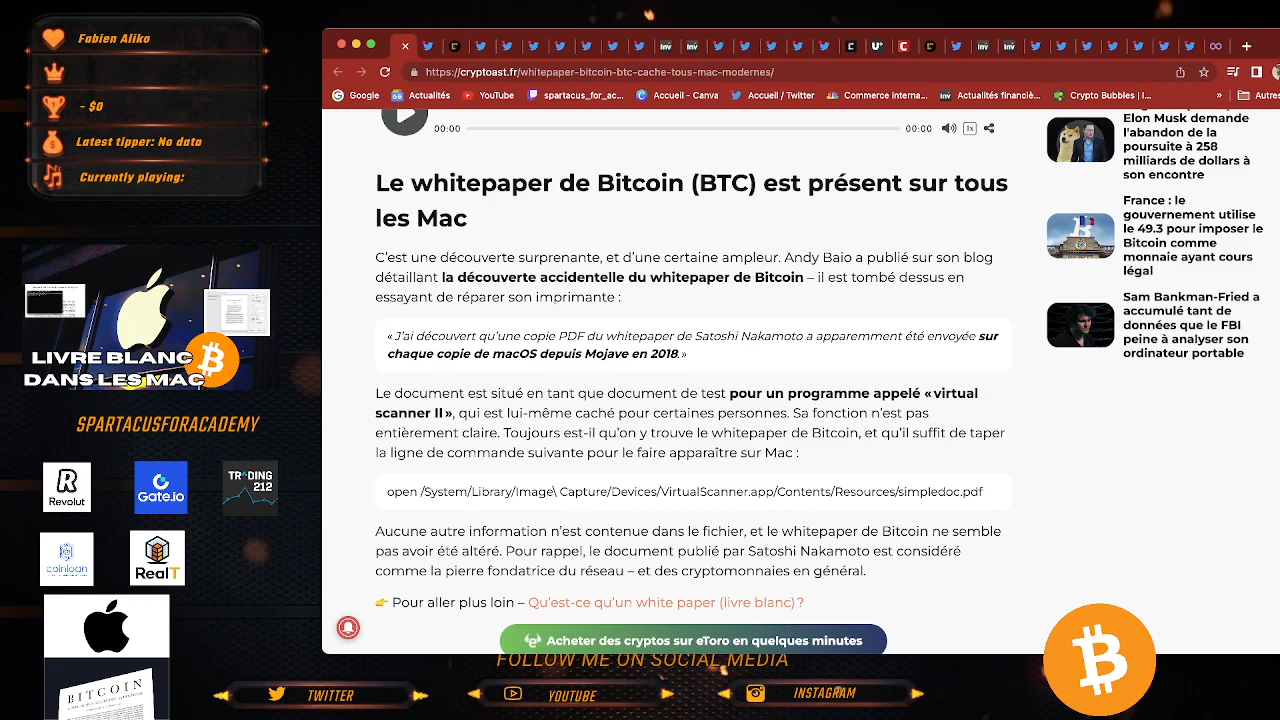 Fabien Aliko
- $0
Latest tipper: No data
Currently playing:
LIVRE BLANC
DANS LES MAC
SPARTACUSFORACADEMY
Revolut
Gate.io
TRADING
212
coinloan
RealT
BITCOIN
https://cryptoast.fr/whitepaper-bitcoin-btc-cache-tous-mac-modernes/
Google
Actualités
YouTube
spartacus_for_ac...
Accueil - Canva
Accueil / Twitter
Commerce interna...
Actualités financiè...
Crypto Bubbles | I...
»
Autres
00:00
00:00
1x
Le whitepaper de Bitcoin (BTC) est présent sur tous
les Mac
C'est une découverte surprenante, et d'une certaine ampleur. Andy Baio a publié sur son blog
détaillant la découverte accidentelle du whitepaper de Bitcoin – il est tombé dessus en
essayant de réparer son imprimante :
« J'ai découvert qu'une copie PDF du whitepaper de Satoshi Nakamoto a apparemment été envoyée sur
chaque copie de macOS depuis Mojave en 2018. »
Le document est situé en tant que document de test pour un programme appelé « virtual
scanner II », qui est lui-même caché pour certaines personnes. Sa fonction n'est pas
entièrement claire. Toujours est-il qu'on y trouve le whitepaper de Bitcoin, et qu'il suffit de taper
la ligne de commande suivante pour le faire apparaître sur Mac :
open /System/Library/Image\ Capture/Devices/VirtualScanner.app/Contents/Resources/simpledoc.pdf
Aucune autre information n'est contenue dans le fichier, et le whitepaper de Bitcoin ne semble
pas avoir été altéré. Pour rappel, le document publié par Satoshi Nakamoto est considéré
comme la pierre fondatrice du réseau – et des cryptomonnaies en général.
👉 Pour aller plus loin – Qu'est-ce qu'un white paper (livre blanc) ?
Acheter des cryptos sur eToro en quelques minutes
Elon Musk demande
l'abandon de la
poursuite à 258
milliards de dollars à
son encontre
France : le
gouvernement utilise
le 49.3 pour imposer le
Bitcoin comme
monnaie ayant cours
légal
Sam Bankman-Fried a
accumulé tant de
données que le FBI
peine à analyser son
ordinateur portable
FOLLOW ME ON SOCIAL MEDIA
TWITTER
YOUTUBE
INSTAGRAM